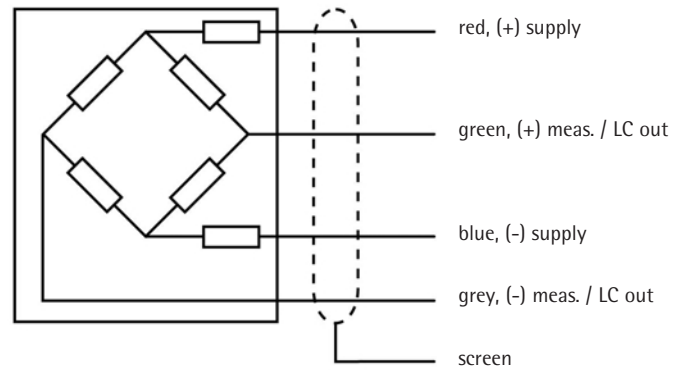 red, (+) supply
green, (+) meas. / LC out
blue, (-) supply
grey, (-) meas. / LC out
screen